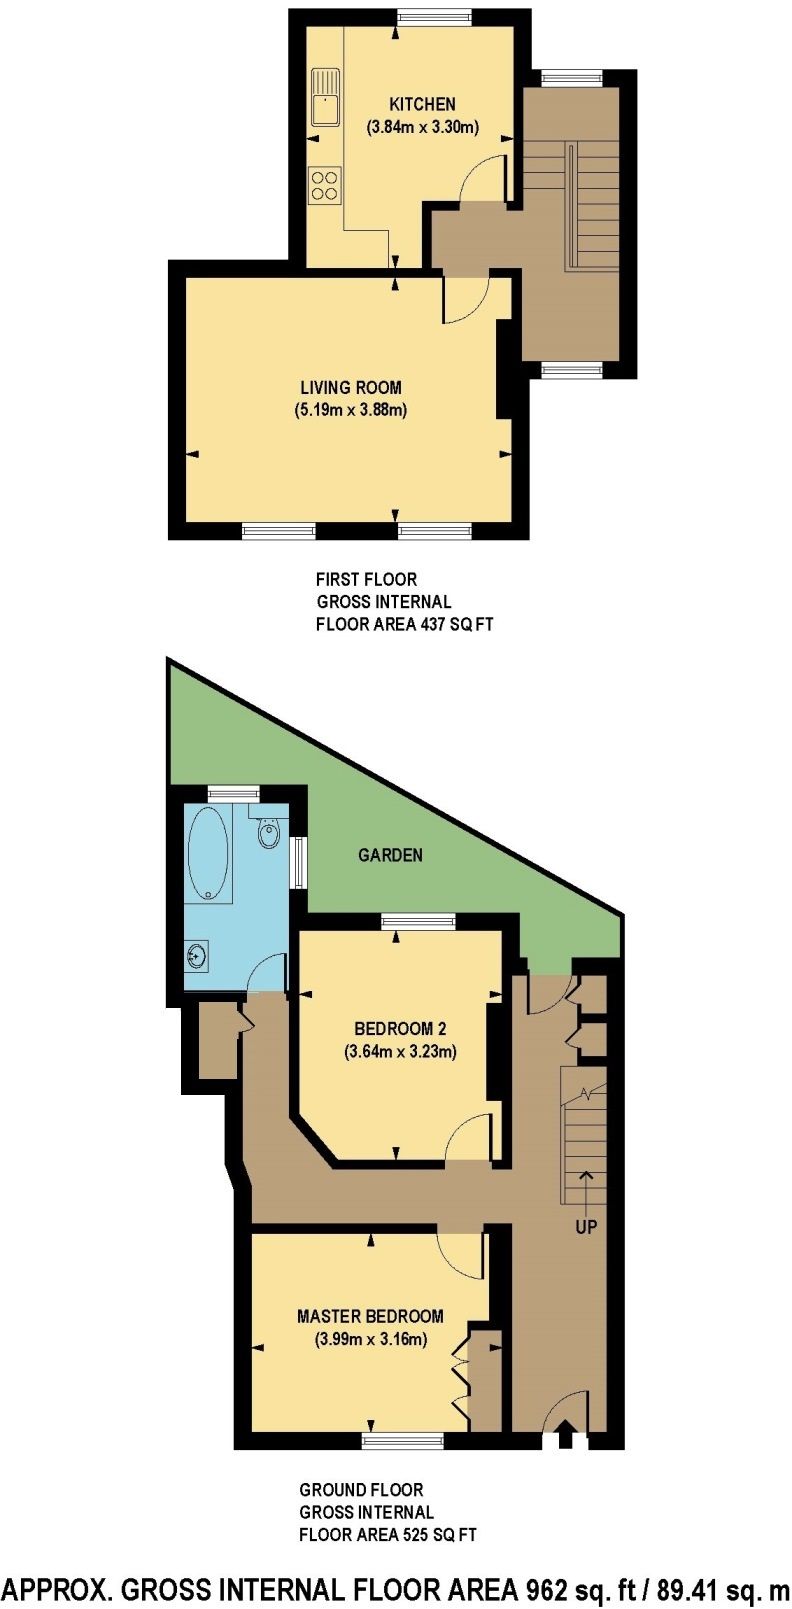 KITCHEN
(3.84m x 3.30m)
LIVING ROOM
(5.19m x 3.88m)
FIRST FLOOR
GROSS INTERNAL
FLOOR AREA 437 SQ FT
GARDEN
BEDROOM 2
(3.64m x 3.23m)
UP
MASTER BEDROOM
(3.99m x 3.16m)
GROUND FLOOR
GROSS INTERNAL
FLOOR AREA 525 SQ FT
APPROX. GROSS INTERNAL FLOOR AREA 962 sq. ft / 89.41 sq. m